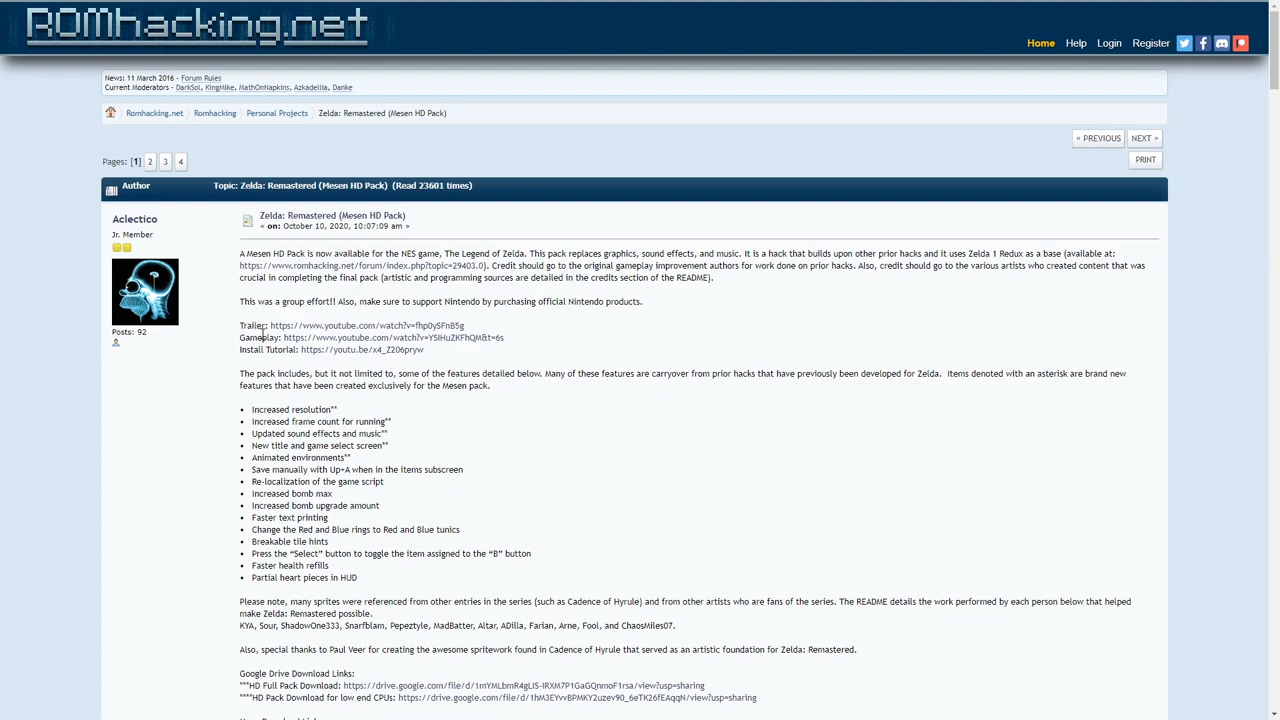 ROMhacking.net
Home Help Login Register
News: 11 March 2016 - Forum Rules
Current Moderators - DarkSol, KingMike, MathOnNapkins, Azkadellia, Danke
Romhacking.net Romhacking Personal Projects Zelda: Remastered (Mesen HD Pack)
« PREVIOUS NEXT »
Pages: [1] 2 3 4
PRINT
Author Topic: Zelda: Remastered (Mesen HD Pack) (Read 23601 times)
Aclectico
Jr. Member
Posts: 92
Zelda: Remastered (Mesen HD Pack)
« on: October 10, 2020, 10:07:09 am »
A Mesen HD Pack is now available for the NES game, The Legend of Zelda. This pack replaces graphics, sound effects, and music. It is a hack that builds upon other prior hacks and it uses Zelda 1 Redux as a base (available at:
https://www.romhacking.net/forum/index.php?topic=29403.0). Credit should go to the original gameplay improvement authors for work done on prior hacks. Also, credit should go to the various artists who created content that was
crucial in completing the final pack (artistic and programming sources are detailed in the credits section of the README).
This was a group effort!! Also, make sure to support Nintendo by purchasing official Nintendo products.
Trailer: https://www.youtube.com/watch?v=fhp0ySFnB5g
Gameplay: https://www.youtube.com/watch?v=YSIHuZKFhQM&t=6s
Install Tutorial: https://youtu.be/x4_Z206pryw
The pack includes, but it not limited to, some of the features detailed below. Many of these features are carryover from prior hacks that have previously been developed for Zelda. Items denoted with an asterisk are brand new
features that have been created exclusively for the Mesen pack.
• Increased resolution**
• Increased frame count for running**
• Updated sound effects and music**
• New title and game select screen**
• Animated environments**
• Save manually with Up+A when in the items subscreen
• Re-localization of the game script
• Increased bomb max
• Increased bomb upgrade amount
• Faster text printing
• Change the Red and Blue rings to Red and Blue tunics
• Breakable tile hints
• Press the “Select” button to toggle the item assigned to the “B” button
• Faster health refills
• Partial heart pieces in HUD
Please note, many sprites were referenced from other entries in the series (such as Cadence of Hyrule) and from other artists who are fans of the series. The README details the work performed by each person below that helped
make Zelda: Remastered possible.
KYA, Sour, ShadowOne333, Snarfblam, Pepeztyle, MadBatter, Altar, ADilla, Farian, Arne, Fool, and ChaosMiles07.
Also, special thanks to Paul Veer for creating the awesome spritework found in Cadence of Hyrule that served as an artistic foundation for Zelda: Remastered.
Google Drive Download Links:
***HD Full Pack Download: https://drive.google.com/file/d/1mYMLbmR4gLIS-IRXM7P1GaGQnmoF1rsa/view?usp=sharing
****HD Pack Download for low end CPUs: https://drive.google.com/file/d/1hM3EYvvBPMKY2uzev90_6eTK26fEAqqN/view?usp=sharing